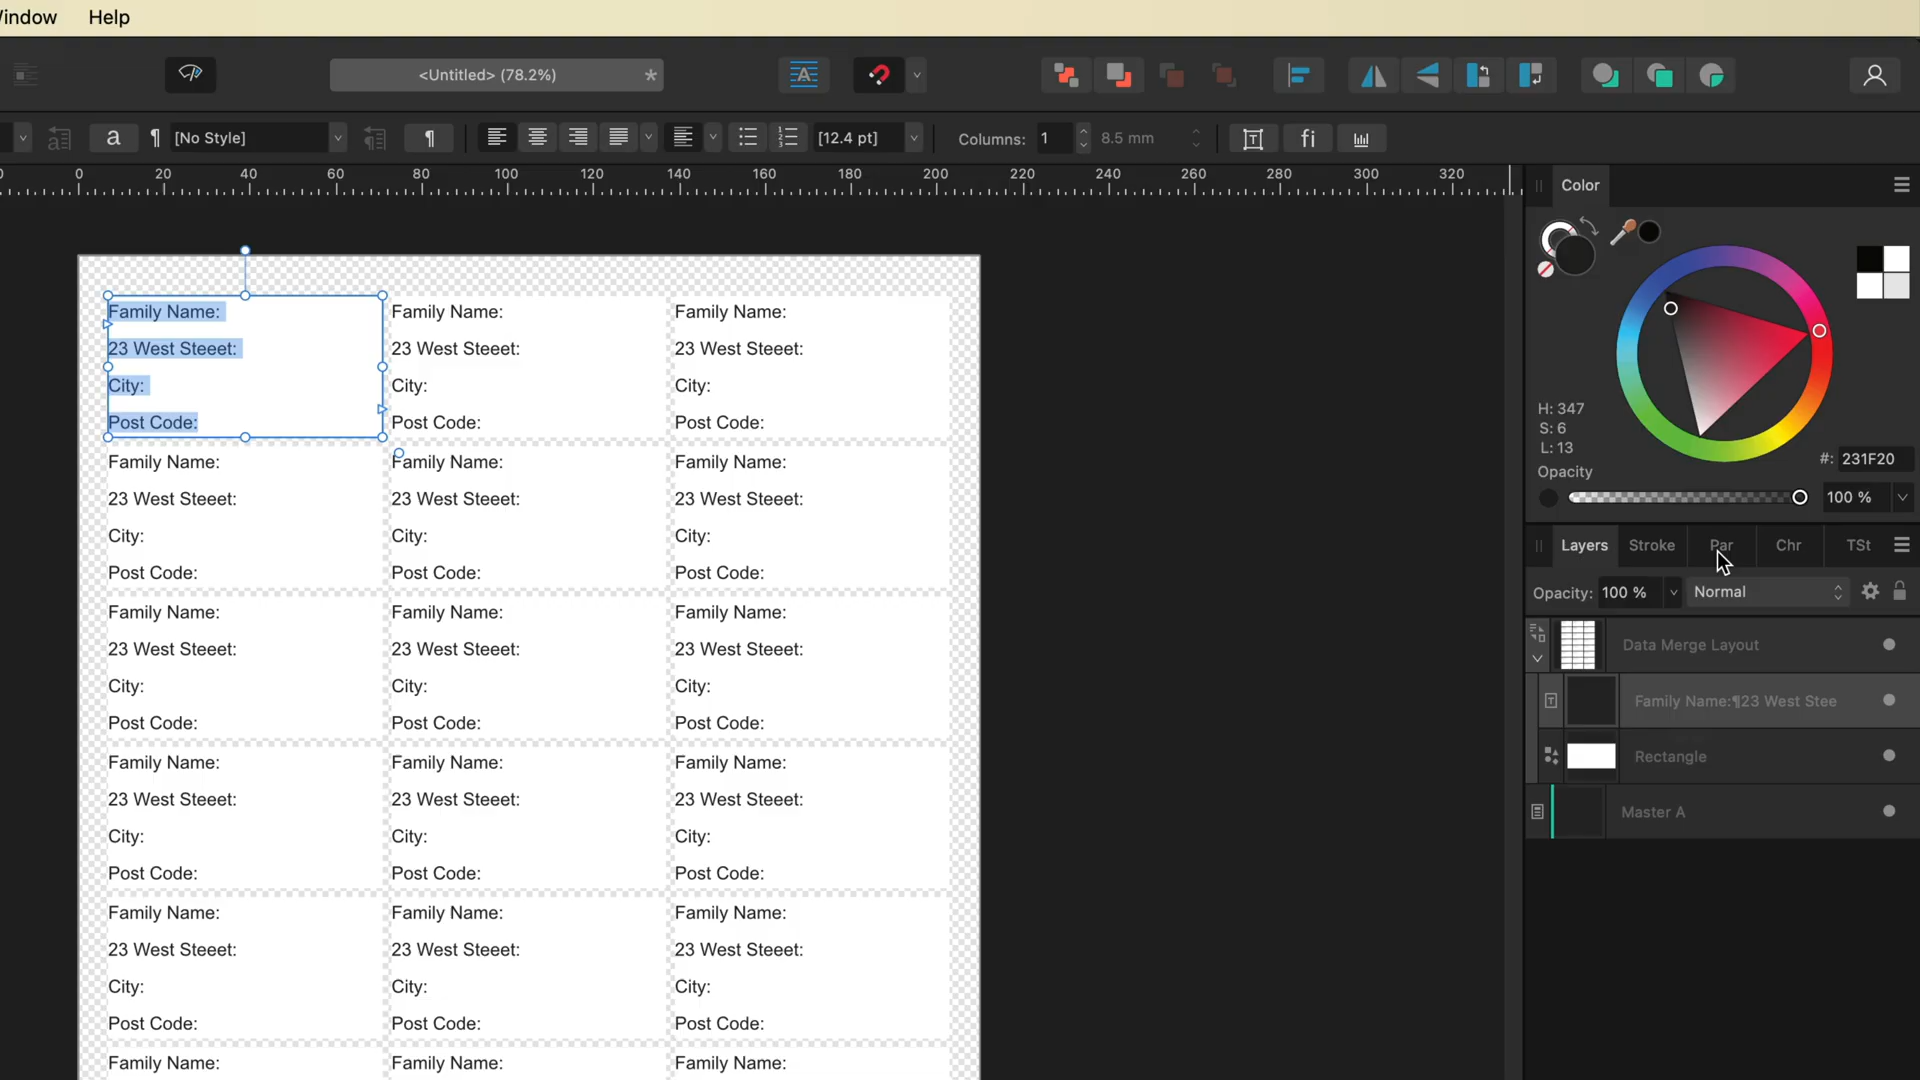 Window Help
<Untitled> (78.2%) *
a ¶ [No Style] ¶ [12.4 pt] Columns: 1 8.5 mm fi
0 20 40 60 80 100 120 140 160 180 200 220 240 260 280 300 320
Color
H: 347
S: 6
L: 13
#: 231F20
Opacity
100 %
Layers Stroke Par Chr TSt
Opacity: 100 % Normal
Data Merge Layout
Family Name:¶23 West Stee
Rectangle
Master A
Family Name: Family Name: Family Name:
23 West Steeet: 23 West Steeet: 23 West Steeet:
City: City: City:
Post Code: Post Code: Post Code:
Family Name: Family Name: Family Name:
23 West Steeet: 23 West Steeet: 23 West Steeet:
City: City: City:
Post Code: Post Code: Post Code:
Family Name: Family Name: Family Name:
23 West Steeet: 23 West Steeet: 23 West Steeet:
City: City: City:
Post Code: Post Code: Post Code:
Family Name: Family Name: Family Name:
23 West Steeet: 23 West Steeet: 23 West Steeet:
City: City: City:
Post Code: Post Code: Post Code:
Family Name: Family Name: Family Name:
23 West Steeet: 23 West Steeet: 23 West Steeet:
City: City: City:
Post Code: Post Code: Post Code:
Family Name: Family Name: Family Name: